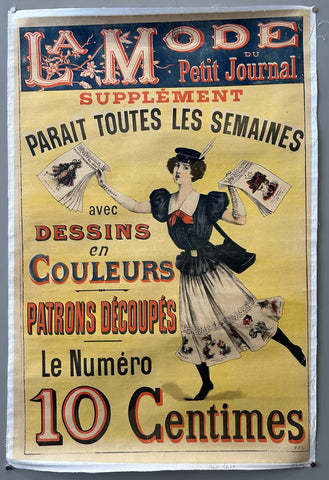 LA MODE
DU
Petit Journal
SUPPLÉMENT
PARAIT TOUTES LES SEMAINES
avec
DESSINS
en
COULEURS
PATRONS DÉCOUPÉS
Le Numéro
10 Centimes